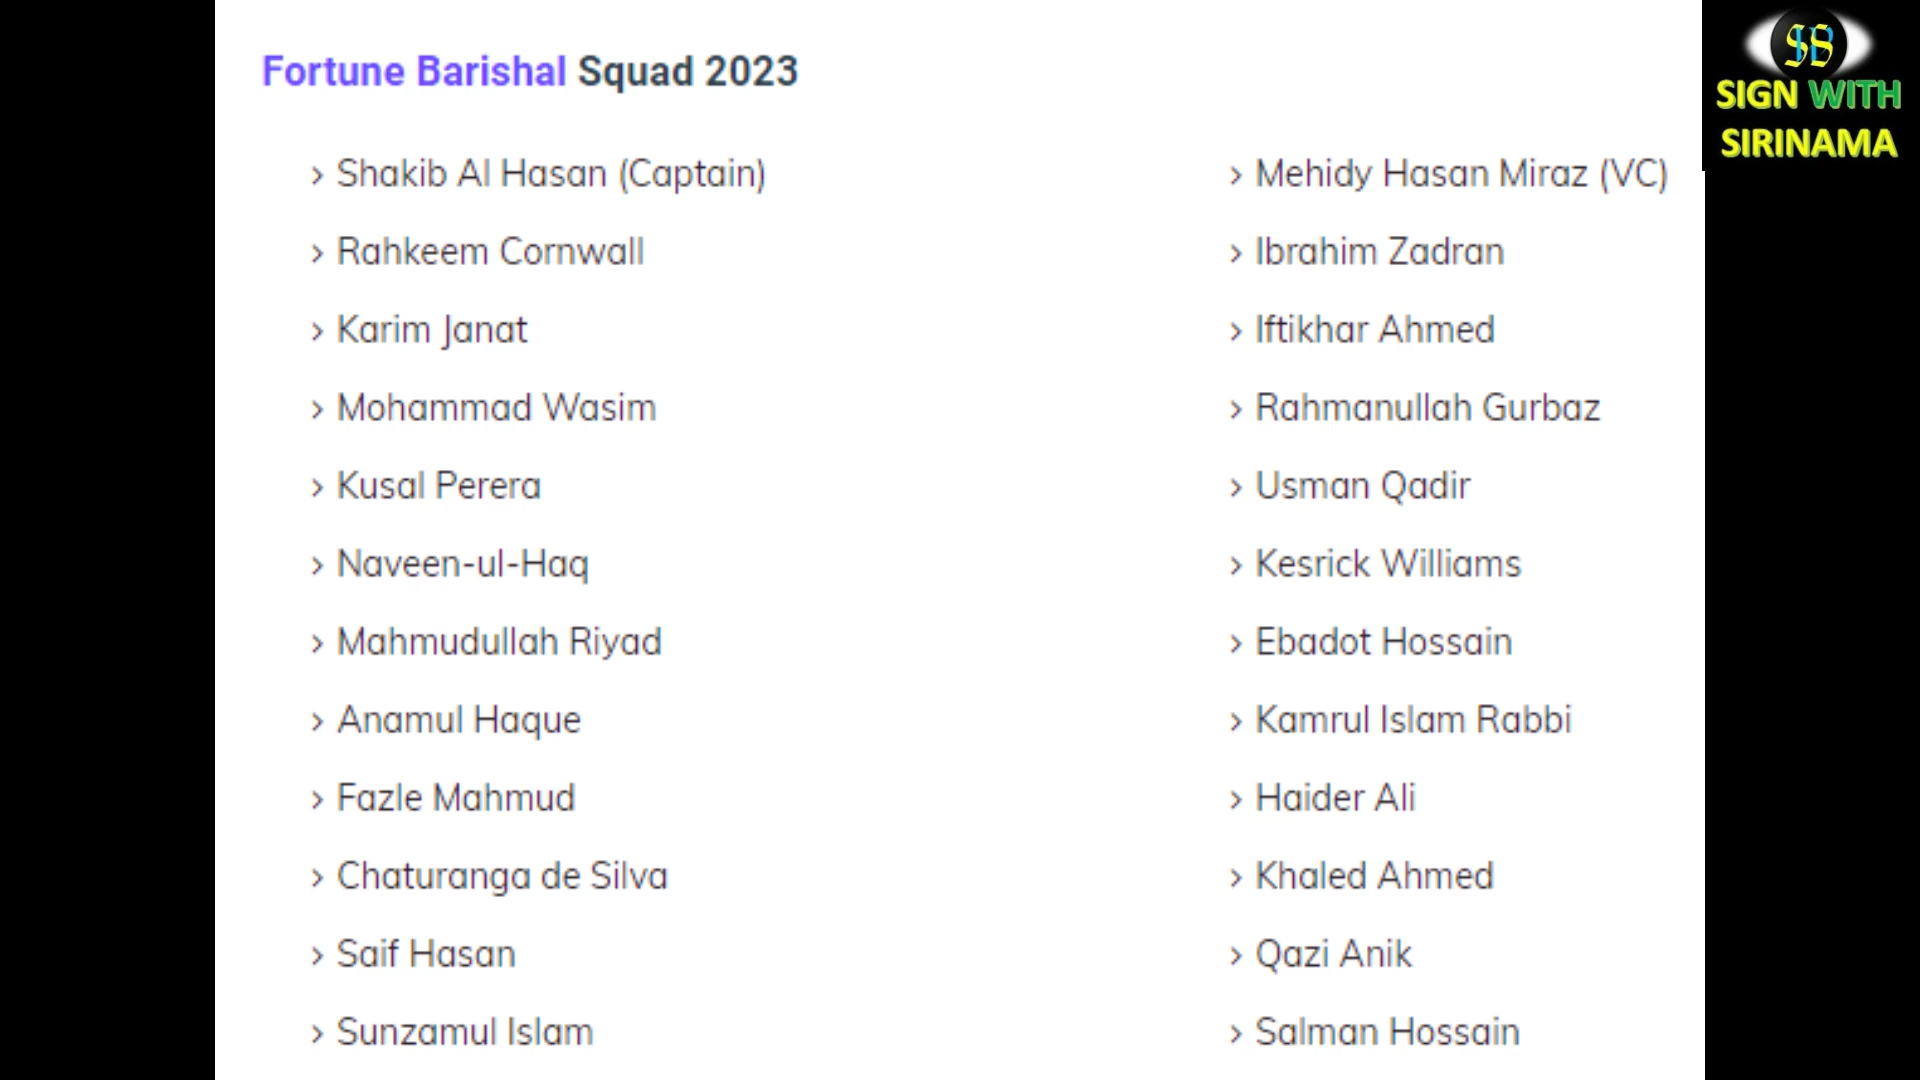 Fortune Barishal Squad 2023
> Shakib Al Hasan (Captain)
> Rahkeem Cornwall
> Karim Janat
> Mohammad Wasim
> Kusal Perera
> Naveen-ul-Haq
> Mahmudullah Riyad
> Anamul Haque
> Fazle Mahmud
> Chaturanga de Silva
> Saif Hasan
> Sunzamul Islam
> Mehidy Hasan Miraz (VC)
> Ibrahim Zadran
> Iftikhar Ahmed
> Rahmanullah Gurbaz
> Usman Qadir
> Kesrick Williams
> Ebadot Hossain
> Kamrul Islam Rabbi
> Haider Ali
> Khaled Ahmed
> Qazi Anik
> Salman Hossain
SIGN WITH
SIRINAMA